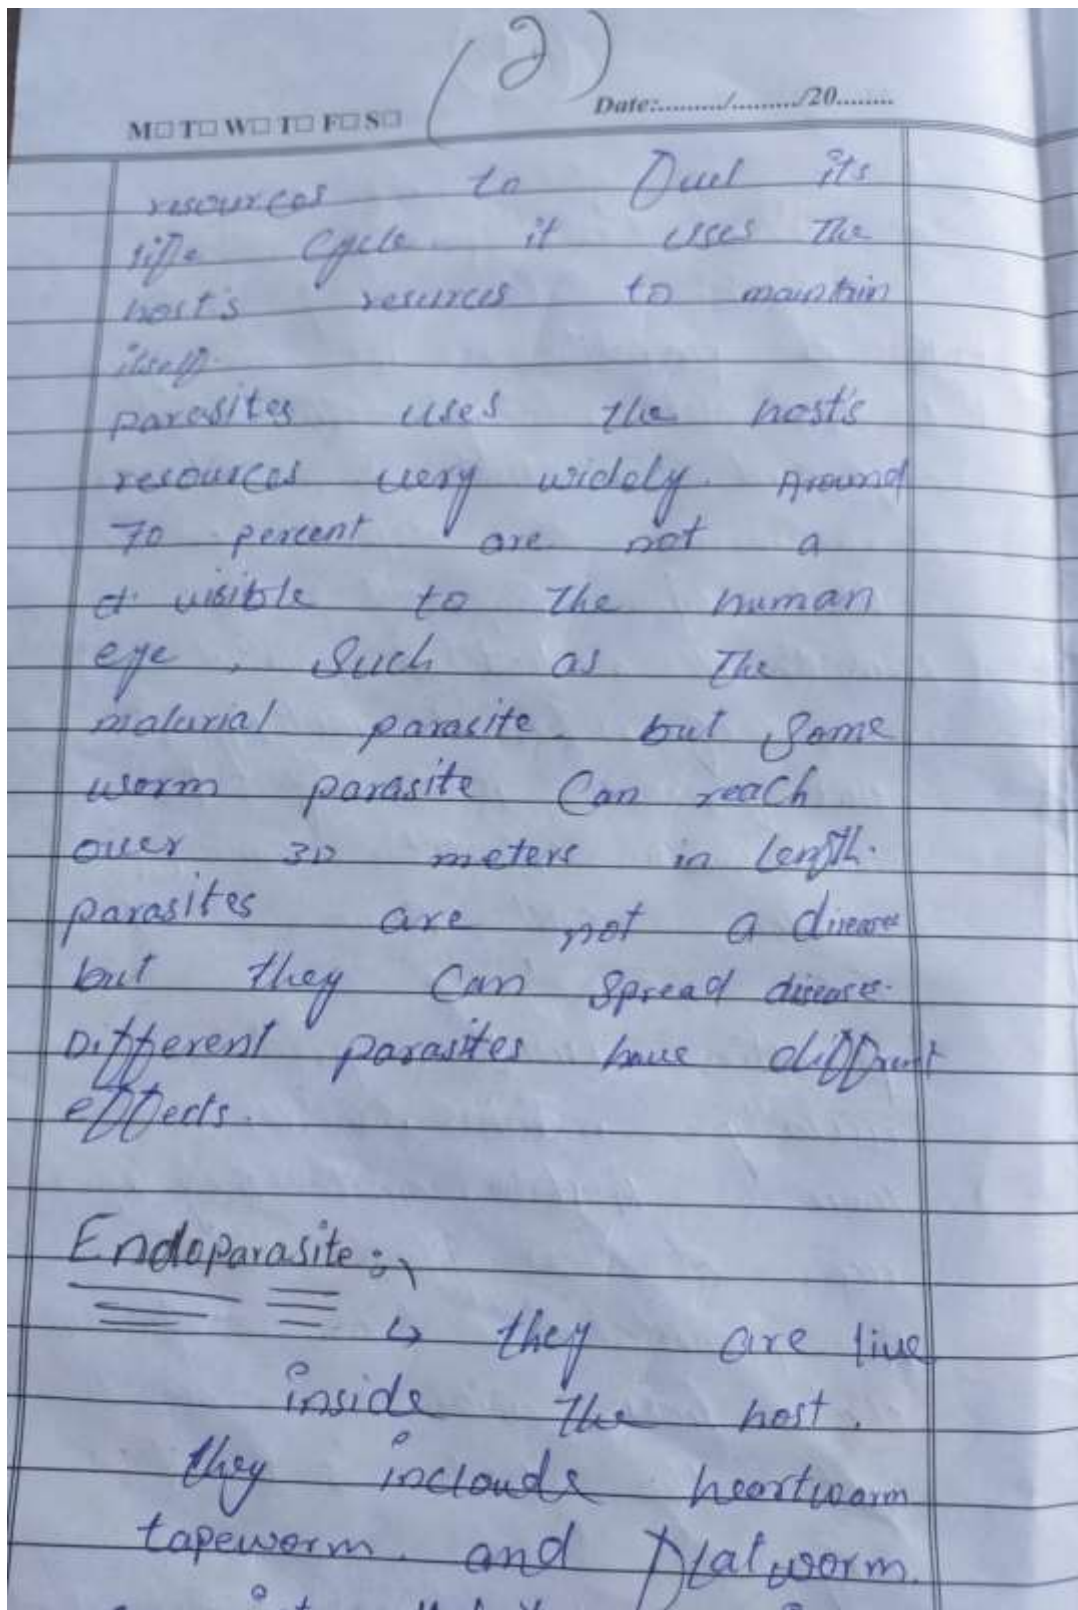 (2)
M□ T□ W□ T□ F□ S□ Date:........./........./20........
resources to fuel its
life cycle. it uses the
host's resurces to maintain
itself.
parasites uses the host's
resources very widely. Around
70 percent are not a
visible to the human
eye, such as the
malarial parasite. but some
worm parasite can reach
over 30 meters in length.
parasites are not a disease
but they can spread disease.
Different parasites have different
effects.
Endoparasite:
↳ they are live
inside the host.
they incloude heartworm
tapeworm. and flatworm.